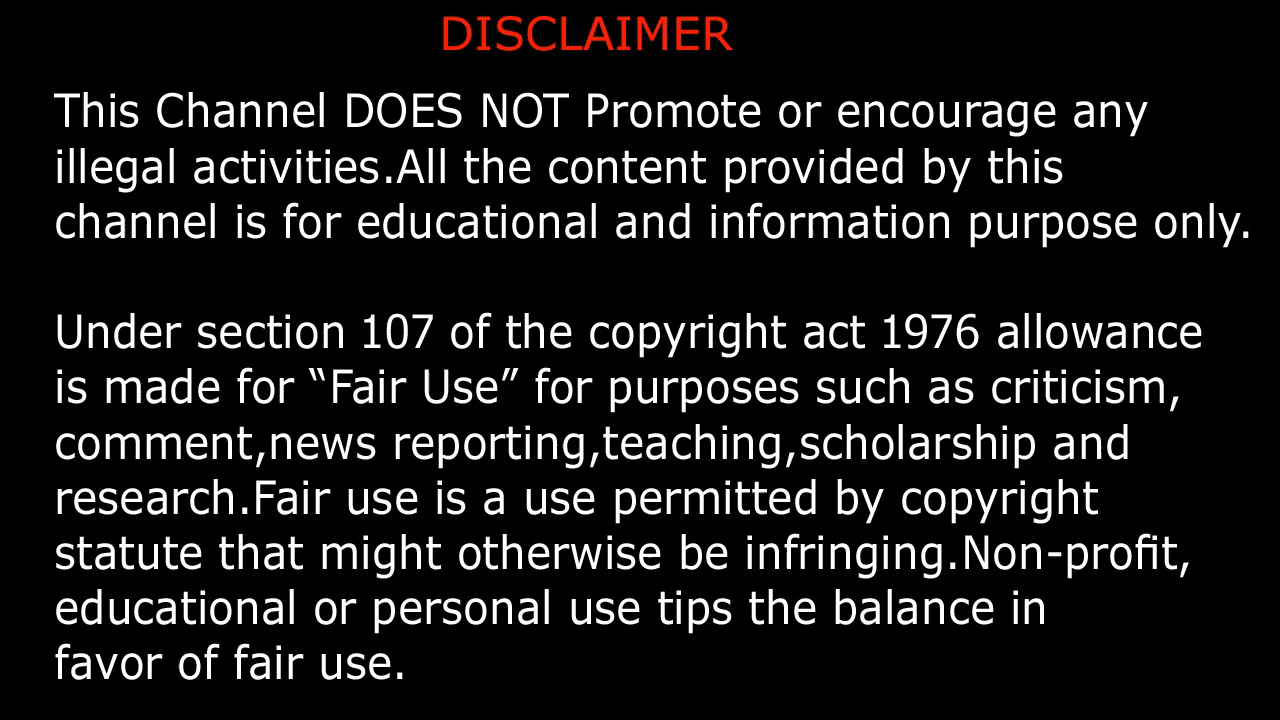 DISCLAIMER
This Channel DOES NOT Promote or encourage any
illegal activities.All the content provided by this
channel is for educational and information purpose only.
Under section 107 of the copyright act 1976 allowance
is made for “Fair Use” for purposes such as criticism,
comment,news reporting,teaching,scholarship and
research.Fair use is a use permitted by copyright
statute that might otherwise be infringing.Non-profit,
educational or personal use tips the balance in
favor of fair use.